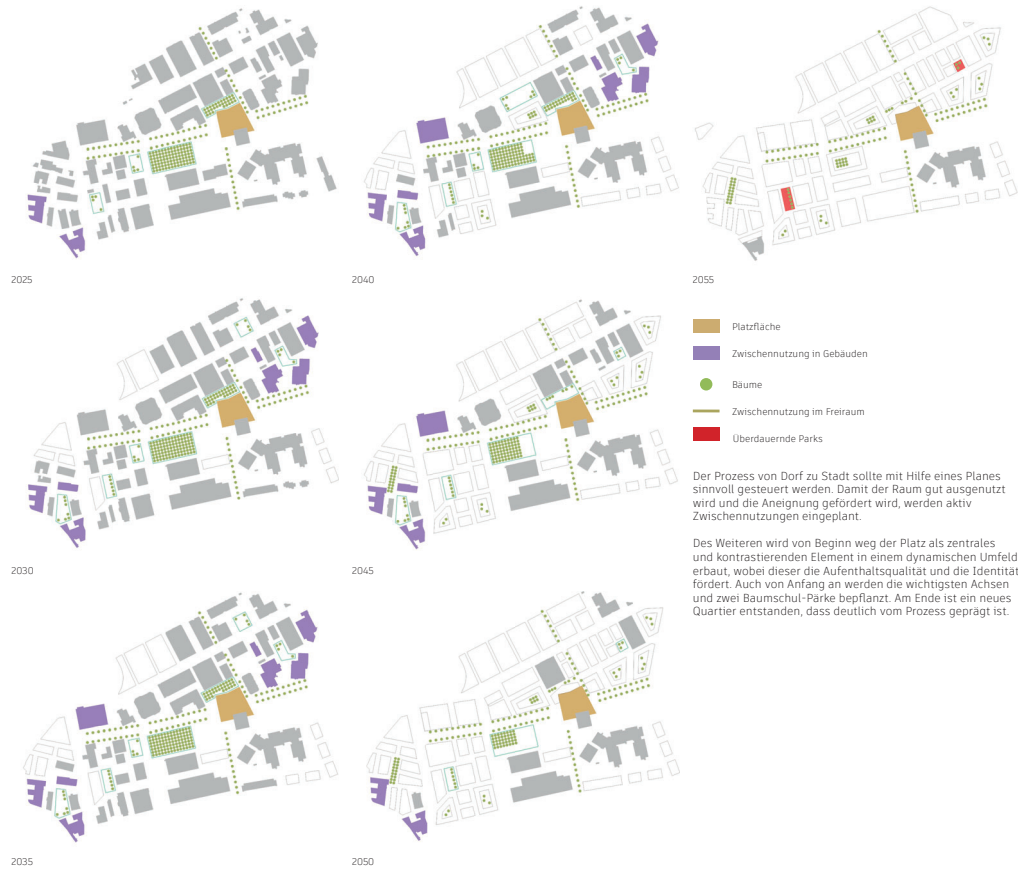 2025
2040
2055
2030
2045
2035
2050
Platzfläche
Zwischennutzung in Gebäuden
Bäume
Zwischennutzung im Freiraum
Überdauernde Parks
Der Prozess von Dorf zu Stadt sollte mit Hilfe eines Planes
sinnvoll gesteuert werden. Damit der Raum gut ausgenutzt
wird und die Aneignung gefördert wird, werden aktiv
Zwischennutzungen eingeplant.
Des Weiteren wird von Beginn weg der Platz als zentrales
und kontrastierenden Element in einem dynamischen Umfeld
erbaut, wobei dieser die Aufenthaltsqualität und die Identität
fördert. Auch von Anfang an werden die wichtigsten Achsen
und zwei Baumschul-Pärke bepflanzt. Am Ende ist ein neues
Quartier entstanden, dass deutlich vom Prozess geprägt ist.